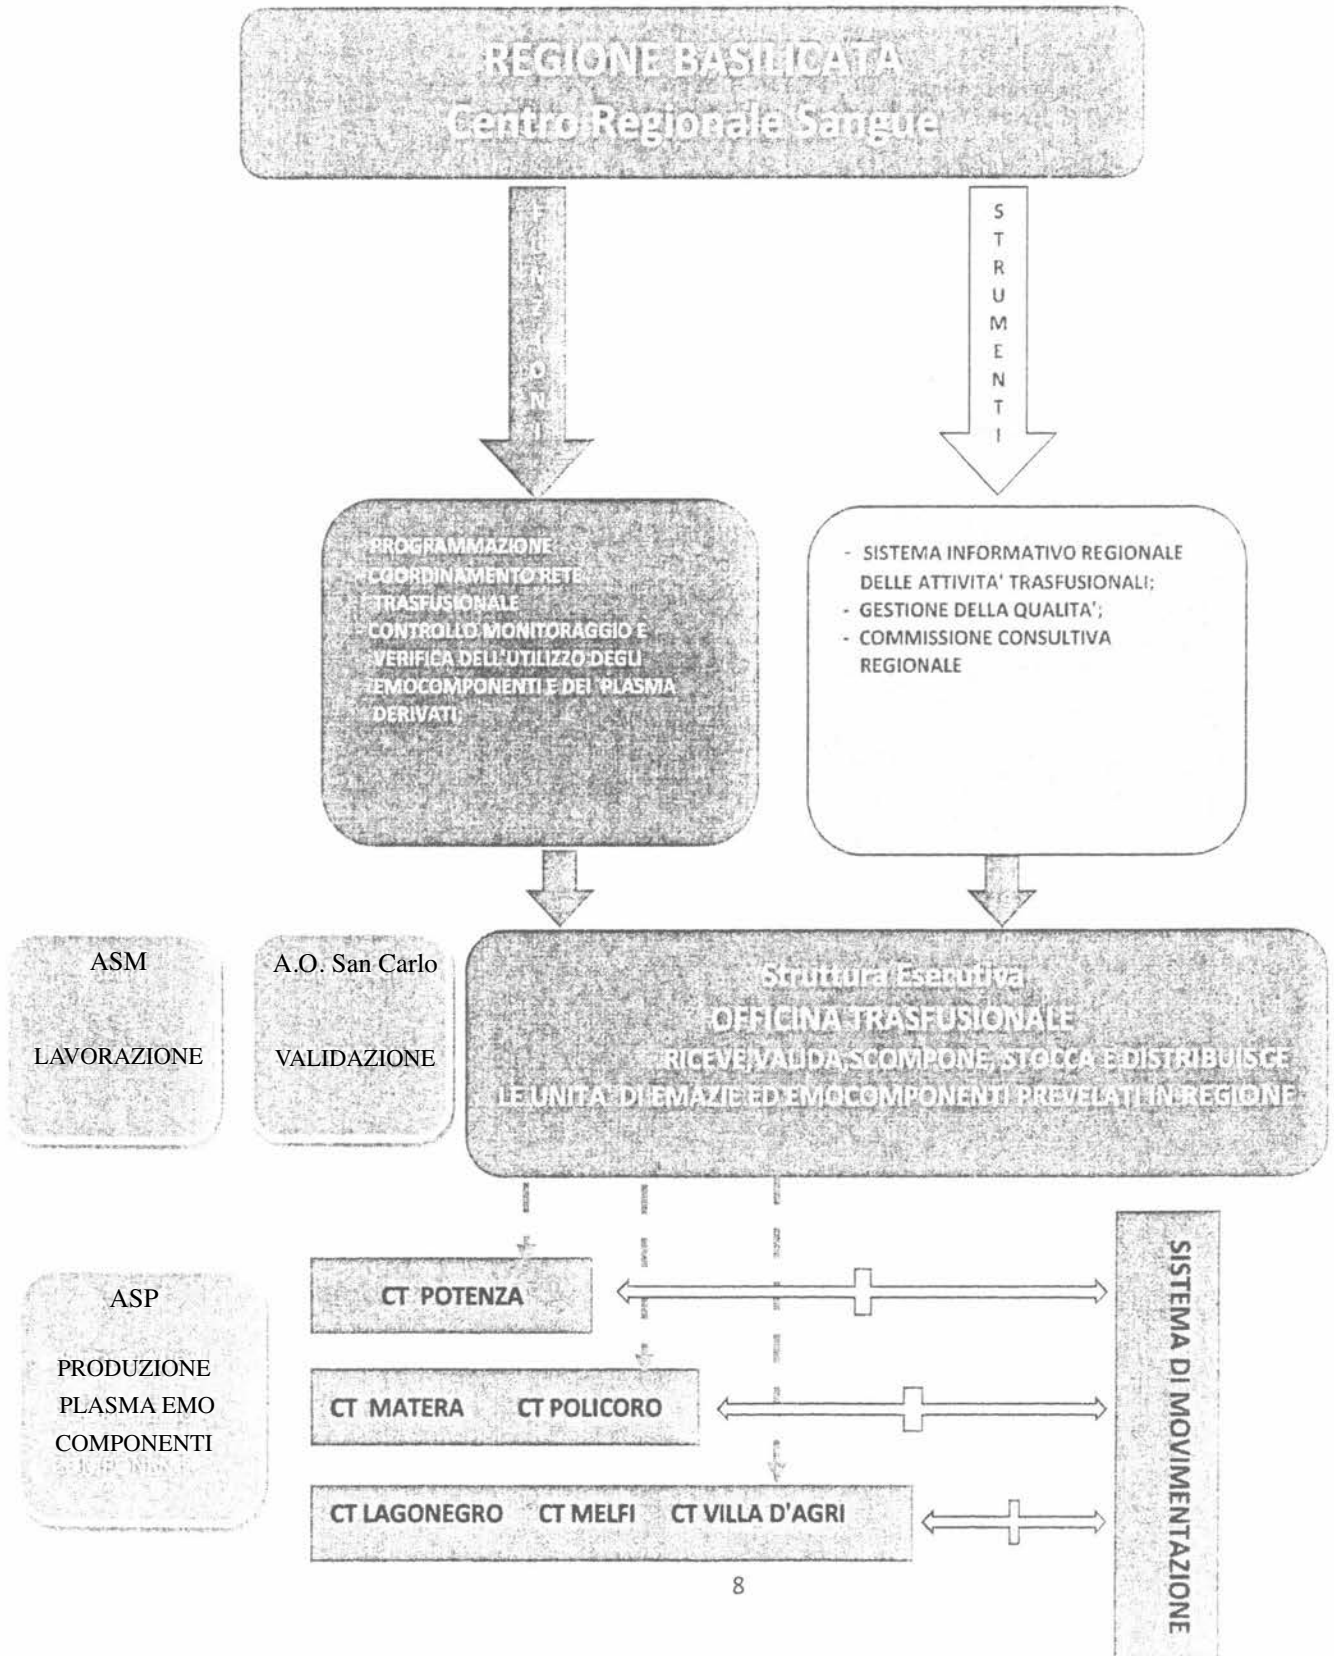 REGIONE BASILICATA
Centro Regionale Sangue
FUNZIONI
STRUMENTI
- PROGRAMMAZIONE
- COORDINAMENTO RETE
- TRASFUSIONALE
- CONTROLLO MONITORAGGIO E
VERIFICA DELL'UTILIZZO DEGLI
EMOCOMPONENTI E DEI PLASMA
DERIVATI;
- SISTEMA INFORMATIVO REGIONALE
DELLE ATTIVITA' TRASFUSIONALI;
- GESTIONE DELLA QUALITA';
- COMMISSIONE CONSULTIVA
REGIONALE
ASM
LAVORAZIONE
A.O. San Carlo
VALIDAZIONE
Struttura Esecutiva
OFFICINA TRASFUSIONALE
RICEVE, VALIDA, SCOMPONE, STOCCA E DISTRIBUISCE
LE UNITA' DI EMAZIE ED EMOCOMPONENTI PREVELATI IN REGIONE
ASP
PRODUZIONE
PLASMA EMO
COMPONENTI
CT POTENZA
CT MATERA CT POLICORO
CT LAGONEGRO CT MELFI CT VILLA D'AGRI
SISTEMA DI MOVIMENTAZIONE
8